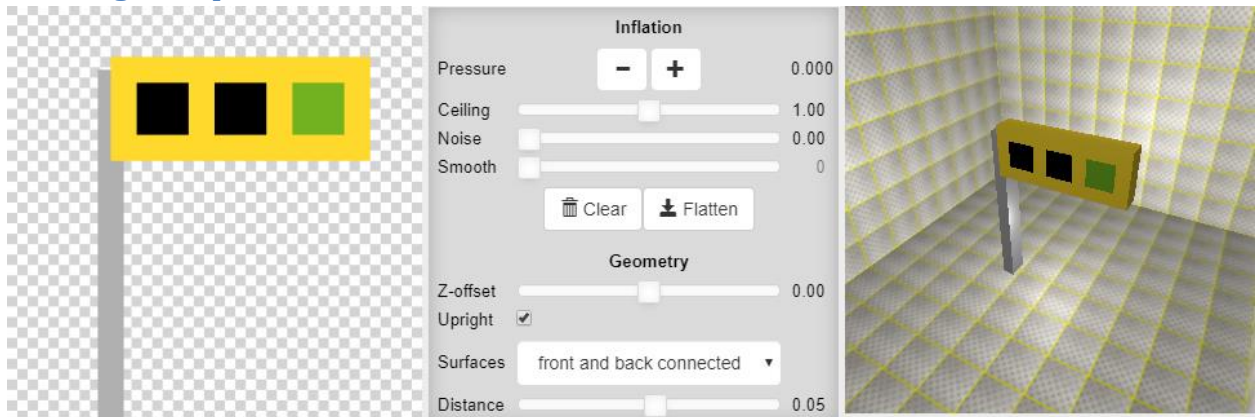 Inflation
Pressure − + 0.000
Ceiling 1.00
Noise 0.00
Smooth 0
Clear Flatten
Geometry
Z-offset 0.00
Upright
Surfaces front and back connected
Distance 0.05